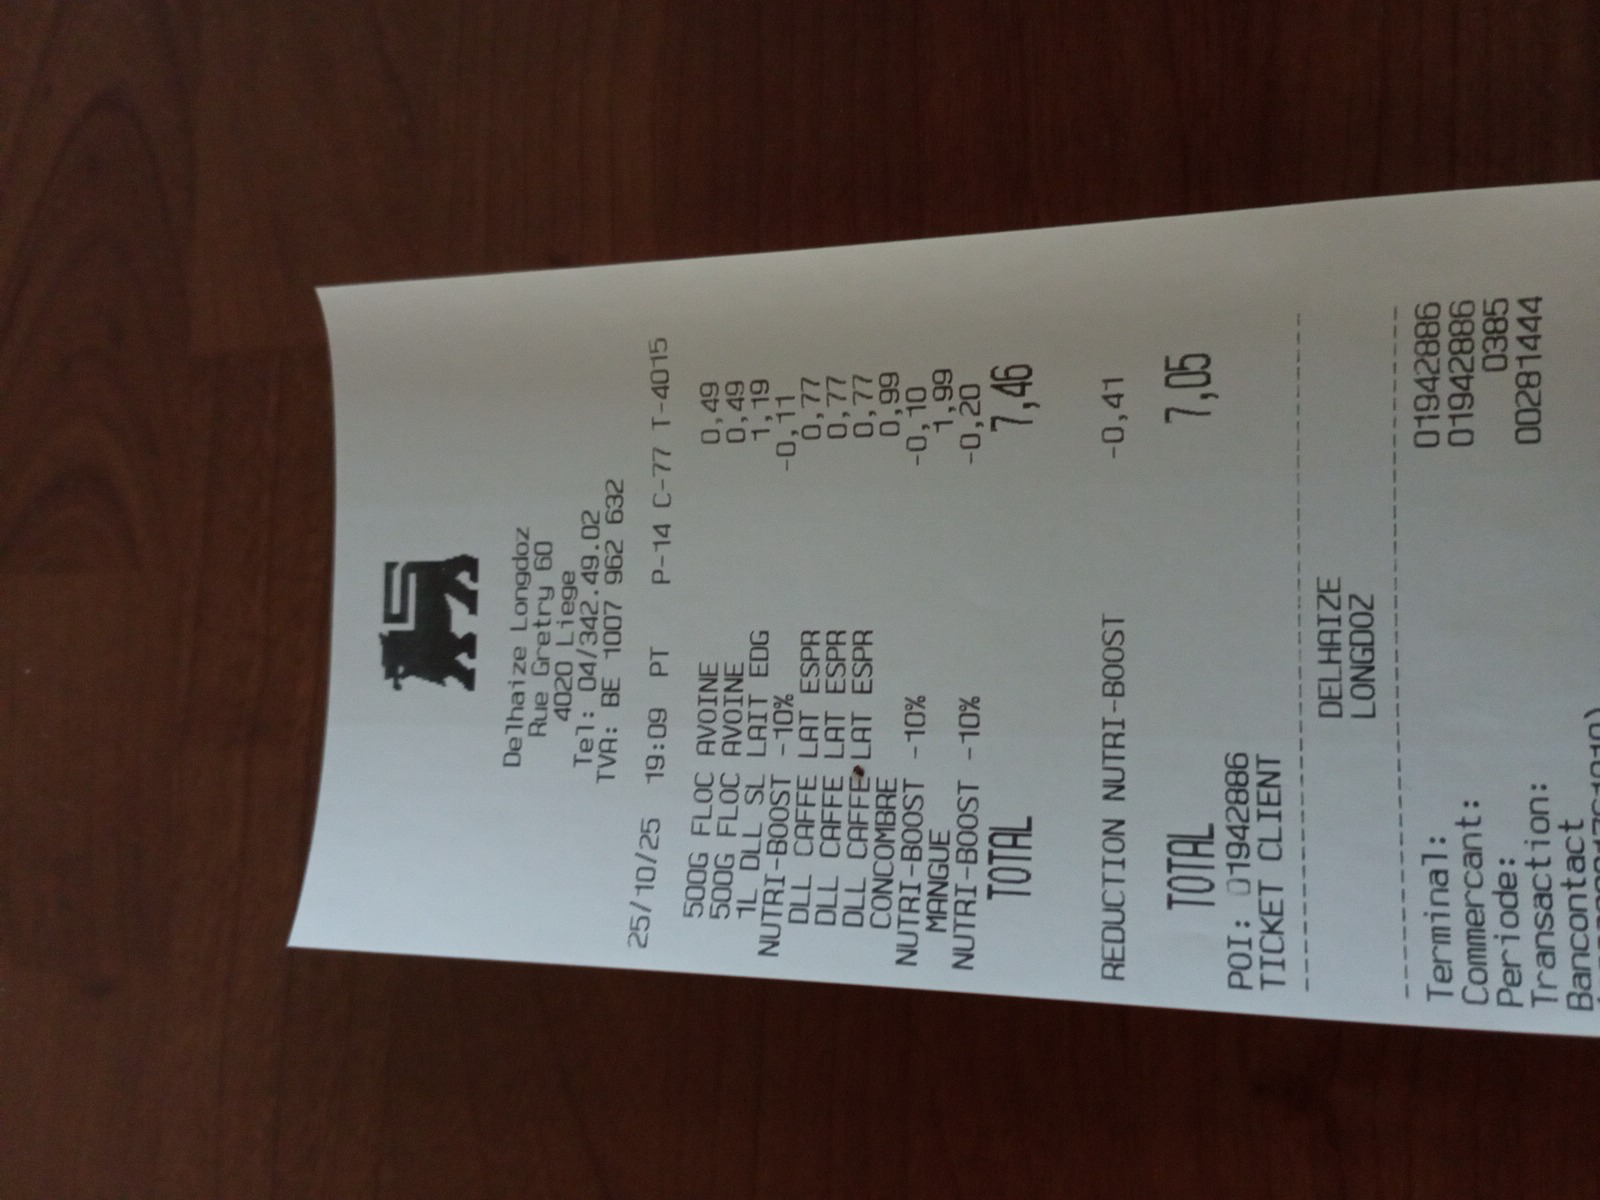 Delhaize Longdoz
Rue Gretry 60
4020 Liege
Tel: 04/342.49.02
TVA: BE 1007 962 632
25/10/25 19:09 PT P-14 C-77 T-4015
500G FLOC AVOINE 0,49
500G FLOC AVOINE 0,49
1L DLL SL LAIT EDG 1,19
NUTRI-BOOST -10% -0,11
DLL CAFFE LAT ESPR 0,77
DLL CAFFE LAT ESPR 0,77
DLL CAFFE LAT ESPR 0,77
CONCOMBRE 0,99
NUTRI-BOOST -10% -0,10
MANGUE 1,99
NUTRI-BOOST -10% -0,20
TOTAL 7,46
REDUCTION NUTRI-BOOST -0,41
TOTAL 7,05
POI: 01942886
TICKET CLIENT
DELHAIZE
LONGDOZ
Terminal: 01942886
Commercant: 01942886
Periode: 0385
Transaction: 00281444
Bancontact